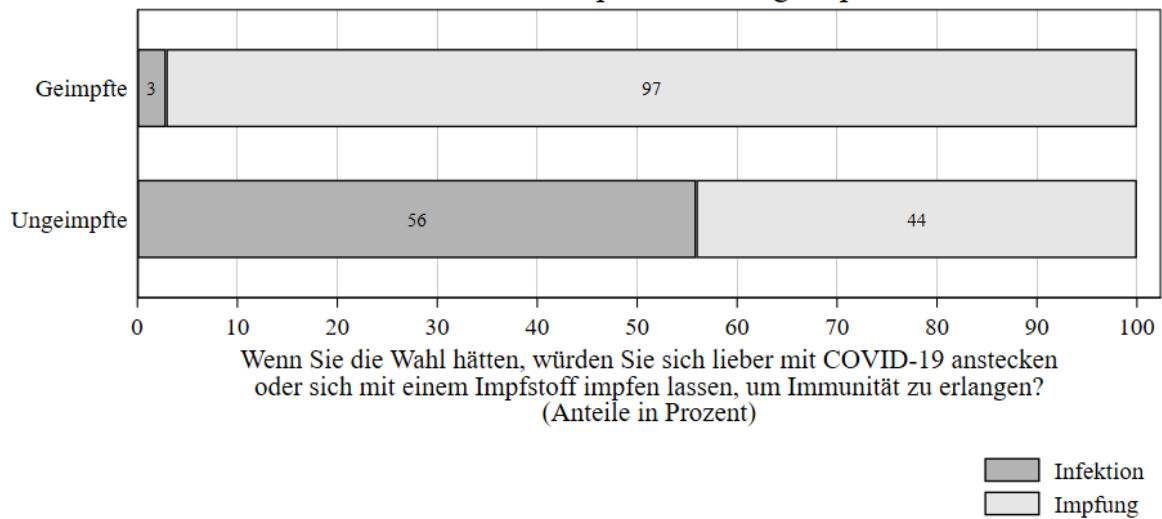 Geimpfte
3
97
Ungeimpfte
56
44
0 10 20 30 40 50 60 70 80 90 100
Wenn Sie die Wahl hätten, würden Sie sich lieber mit COVID-19 anstecken
oder sich mit einem Impfstoff impfen lassen, um Immunität zu erlangen?
(Anteile in Prozent)
Infektion
Impfung